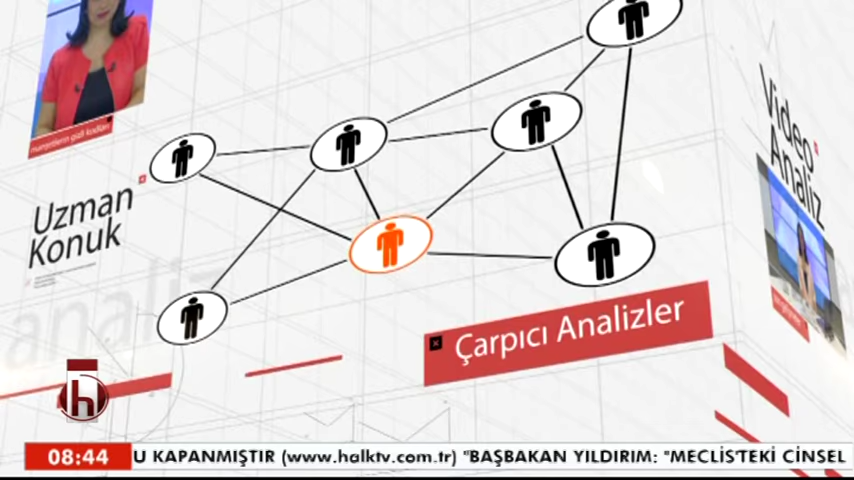 Uzman
Konuk
Video
Analiz
analiz
Çarpıcı Analizler
h
08:44 U KAPANMIŞTIR (www.halktv.com.tr) "BAŞBAKAN YILDIRIM: "MECLİS'TEKİ CİNSEL